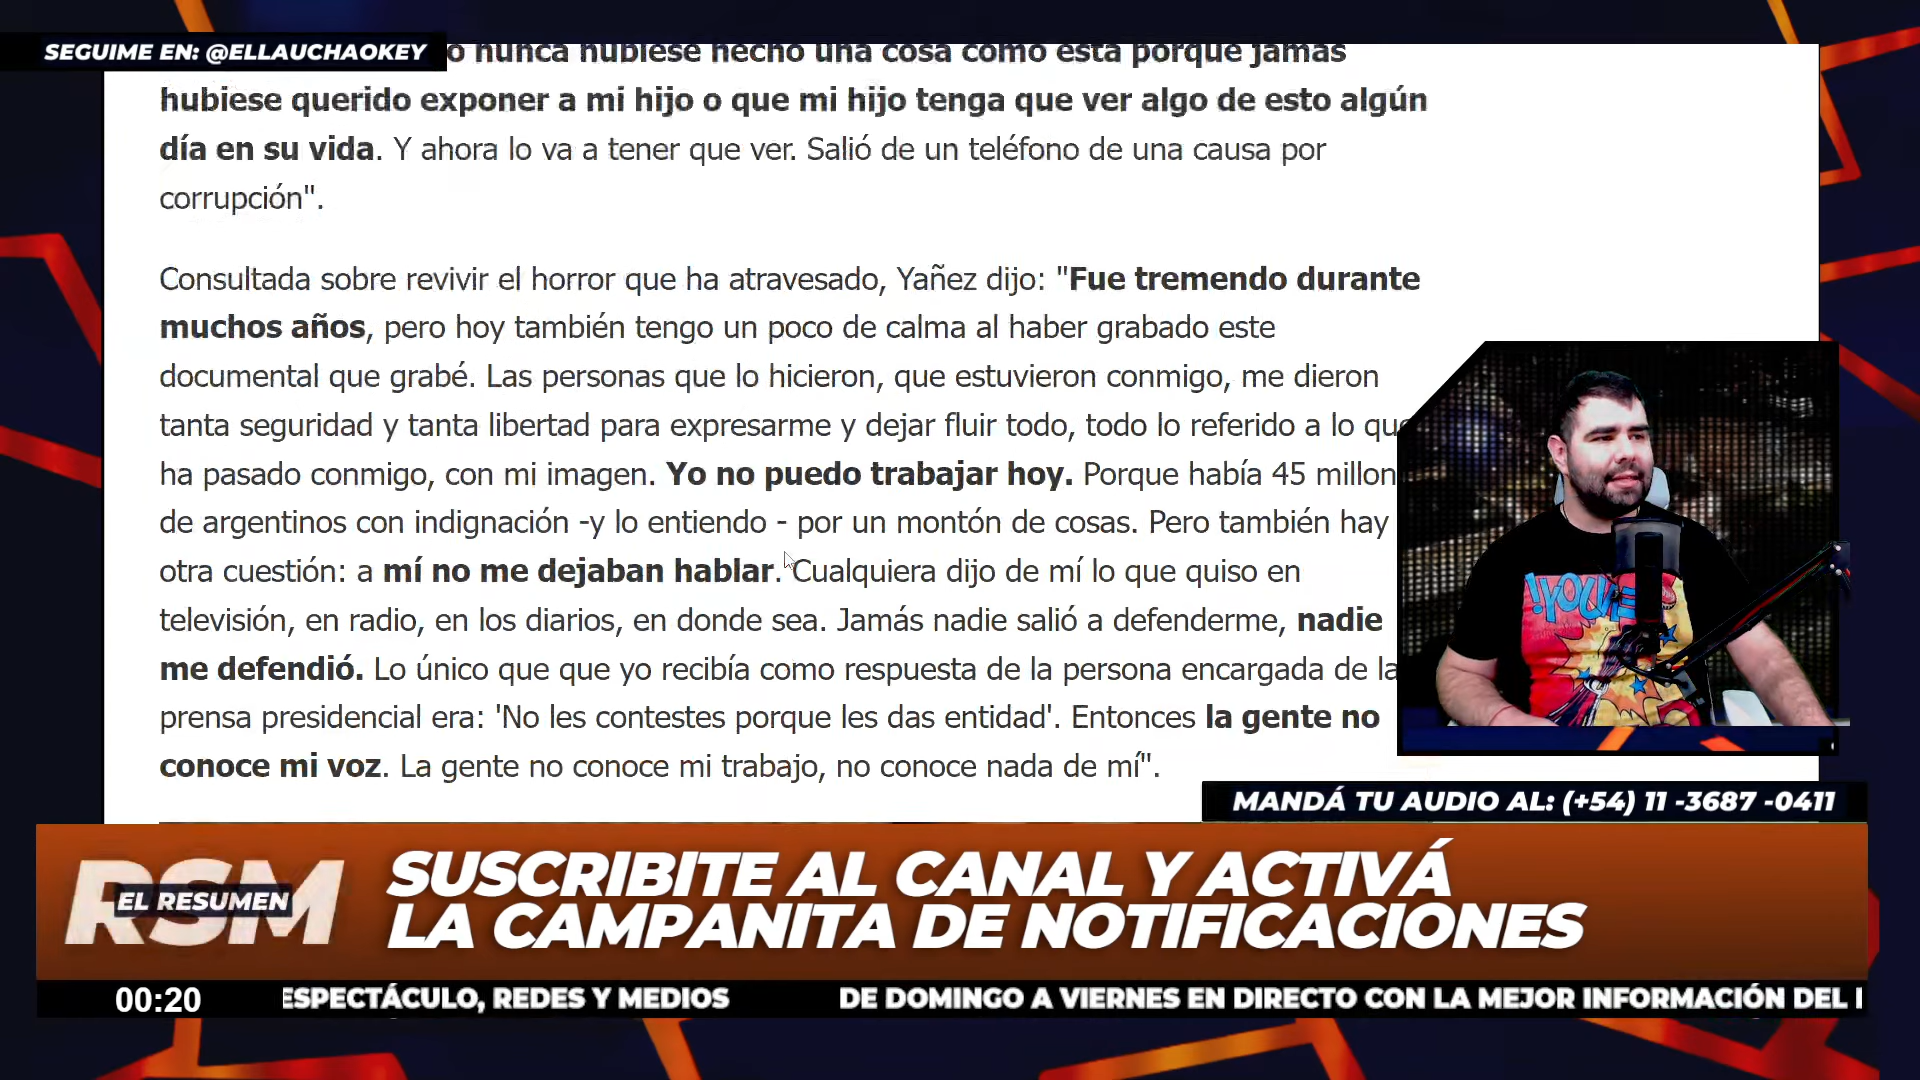 SEGUIME EN: @ELLAUCHAOKEY
o nunca hubiese hecho una cosa como esta porque jamás
hubiese querido exponer a mi hijo o que mi hijo tenga que ver algo de esto algún
día en su vida. Y ahora lo va a tener que ver. Salió de un teléfono de una causa por
corrupción".
Consultada sobre revivir el horror que ha atravesado, Yañez dijo: "Fue tremendo durante
muchos años, pero hoy también tengo un poco de calma al haber grabado este
documental que grabé. Las personas que lo hicieron, que estuvieron conmigo, me dieron
tanta seguridad y tanta libertad para expresarme y dejar fluir todo, todo lo referido a lo que
ha pasado conmigo, con mi imagen. Yo no puedo trabajar hoy. Porque había 45 millon
de argentinos con indignación -y lo entiendo - por un montón de cosas. Pero también hay
otra cuestión: a mí no me dejaban hablar. Cualquiera dijo de mí lo que quiso en
televisión, en radio, en los diarios, en donde sea. Jamás nadie salió a defenderme, nadie
me defendió. Lo único que que yo recibía como respuesta de la persona encargada de la
prensa presidencial era: 'No les contestes porque les das entidad'. Entonces la gente no
conoce mi voz. La gente no conoce mi trabajo, no conoce nada de mí".
MANDÁ TU AUDIO AL: (+54) 11 -3687 -0411
RSM
EL RESUMEN
SUSCRIBITE AL CANAL Y ACTIVÁ
LA CAMPANITA DE NOTIFICACIONES
00:20
ESPECTÁCULO, REDES Y MEDIOS
DE DOMINGO A VIERNES EN DIRECTO CON LA MEJOR INFORMACIÓN DEL